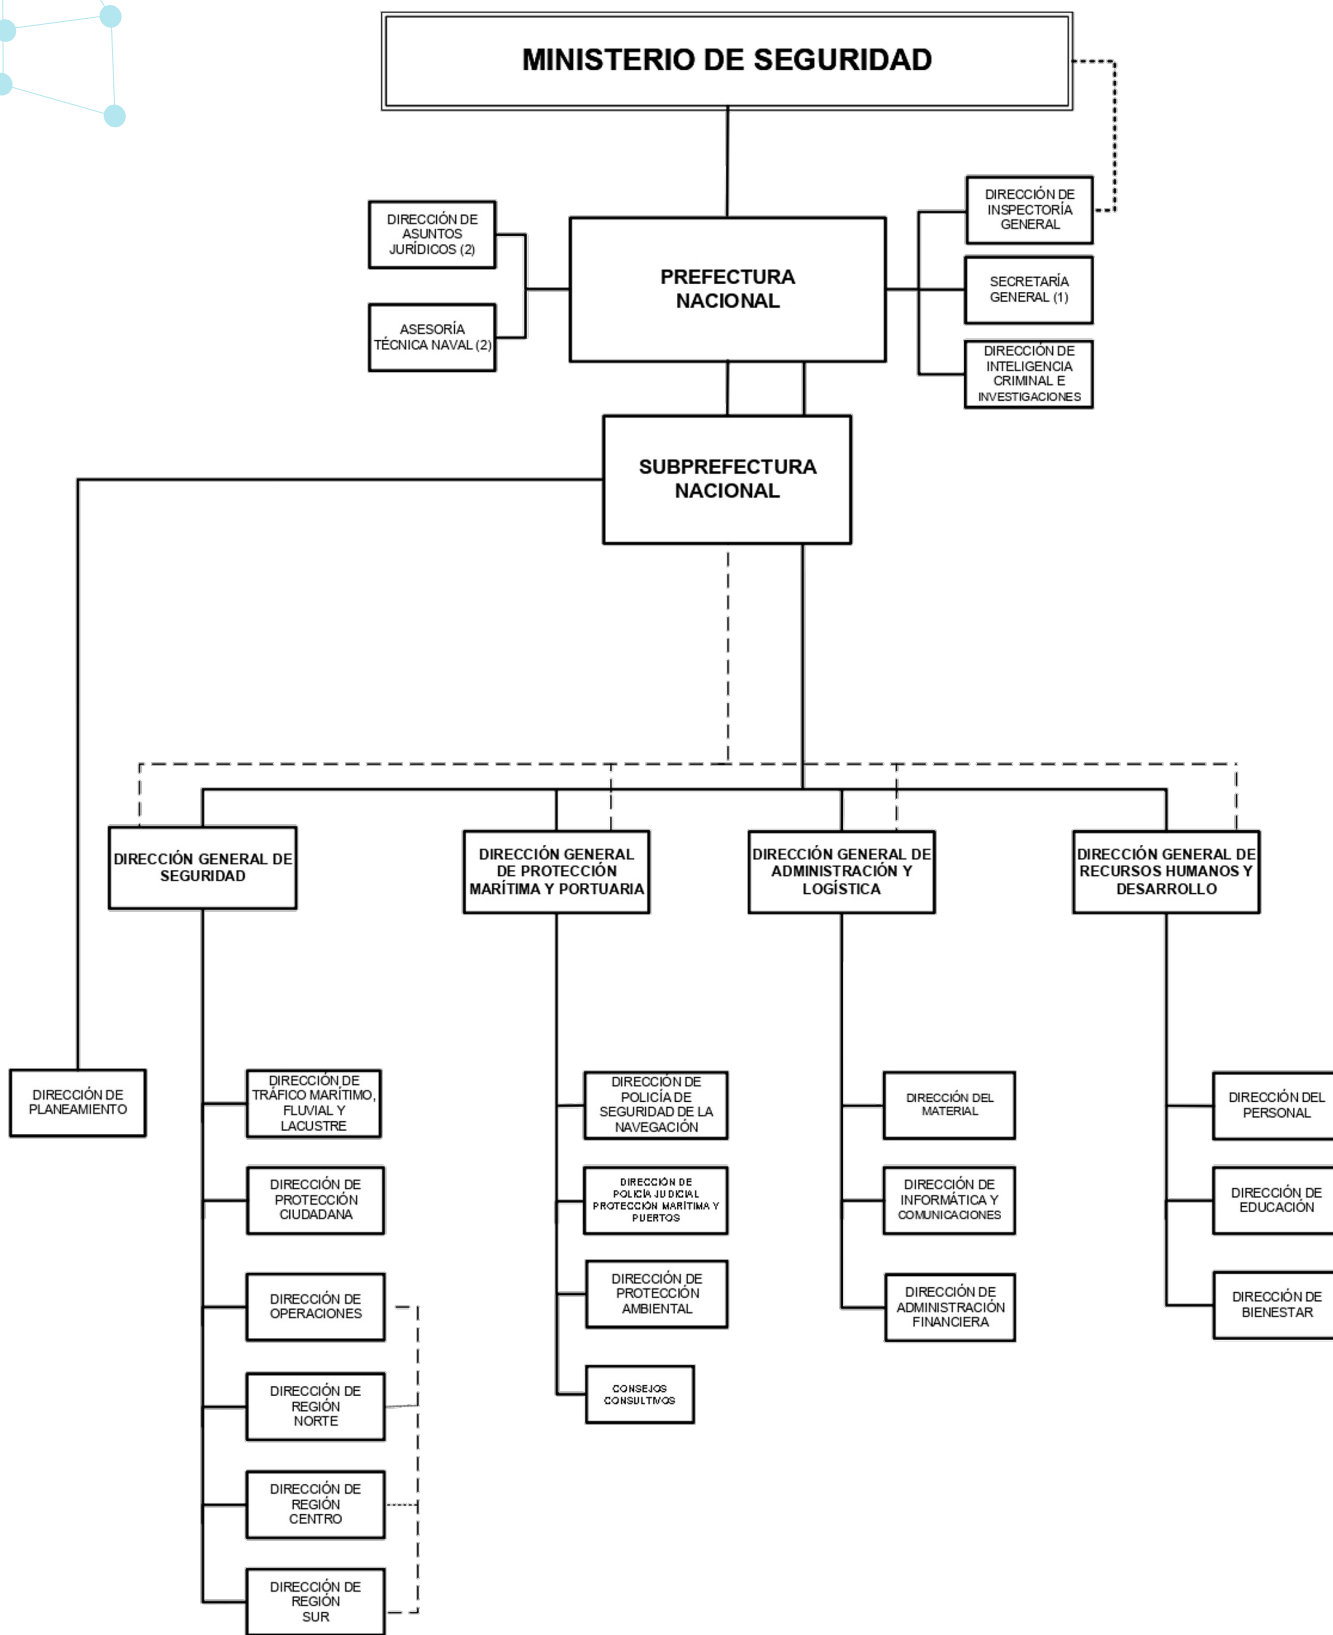 MINISTERIO DE SEGURIDAD
DIRECCIÓN DE
ASUNTOS
JURÍDICOS (2)
ASESORÍA
TÉCNICA NAVAL (2)
PREFECTURA
NACIONAL
DIRECCIÓN DE
INSPECTORÍA
GENERAL
SECRETARÍA
GENERAL (1)
DIRECCIÓN DE
INTELIGENCIA
CRIMINAL E
INVESTIGACIONES
SUBPREFECTURA
NACIONAL
DIRECCIÓN GENERAL DE
SEGURIDAD
DIRECCIÓN GENERAL
DE PROTECCIÓN
MARÍTIMA Y PORTUARIA
DIRECCIÓN GENERAL DE
ADMINISTRACIÓN Y
LOGÍSTICA
DIRECCIÓN GENERAL DE
RECURSOS HUMANOS Y
DESARROLLO
DIRECCIÓN DE
PLANEAMIENTO
DIRECCIÓN DE
TRÁFICO MARÍTIMO,
FLUVIAL Y
LACUSTRE
DIRECCIÓN DE
PROTECCIÓN
CIUDADANA
DIRECCIÓN DE
OPERACIONES
DIRECCIÓN DE
REGIÓN
NORTE
DIRECCIÓN DE
REGIÓN
CENTRO
DIRECCIÓN DE
REGIÓN
SUR
DIRECCIÓN DE
POLICÍA DE
SEGURIDAD DE LA
NAVEGACIÓN
DIRECCIÓN DE
POLICÍA JUDICIAL
PROTECCIÓN MARÍTIMA Y
PUERTOS
DIRECCIÓN DE
PROTECCIÓN
AMBIENTAL
CONSEJOS
CONSULTIVOS
DIRECCIÓN DEL
MATERIAL
DIRECCIÓN DE
INFORMÁTICA Y
COMUNICACIONES
DIRECCIÓN DE
ADMINISTRACIÓN
FINANCIERA
DIRECCIÓN DEL
PERSONAL
DIRECCIÓN DE
EDUCACIÓN
DIRECCIÓN DE
BIENESTAR